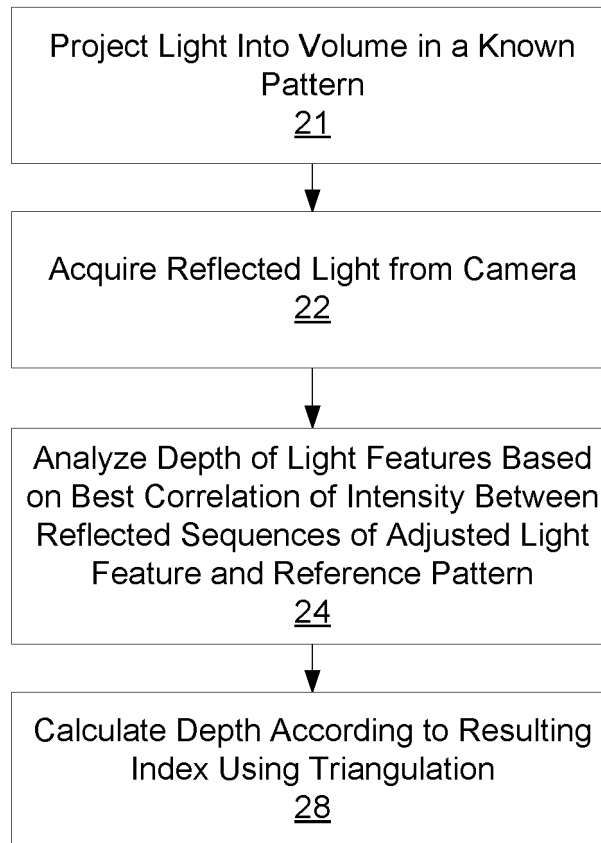 Project Light Into Volume in a Known
Pattern
21
Acquire Reflected Light from Camera
22
Analyze Depth of Light Features Based
on Best Correlation of Intensity Between
Reflected Sequences of Adjusted Light
Feature and Reference Pattern
24
Calculate Depth According to Resulting
Index Using Triangulation
28